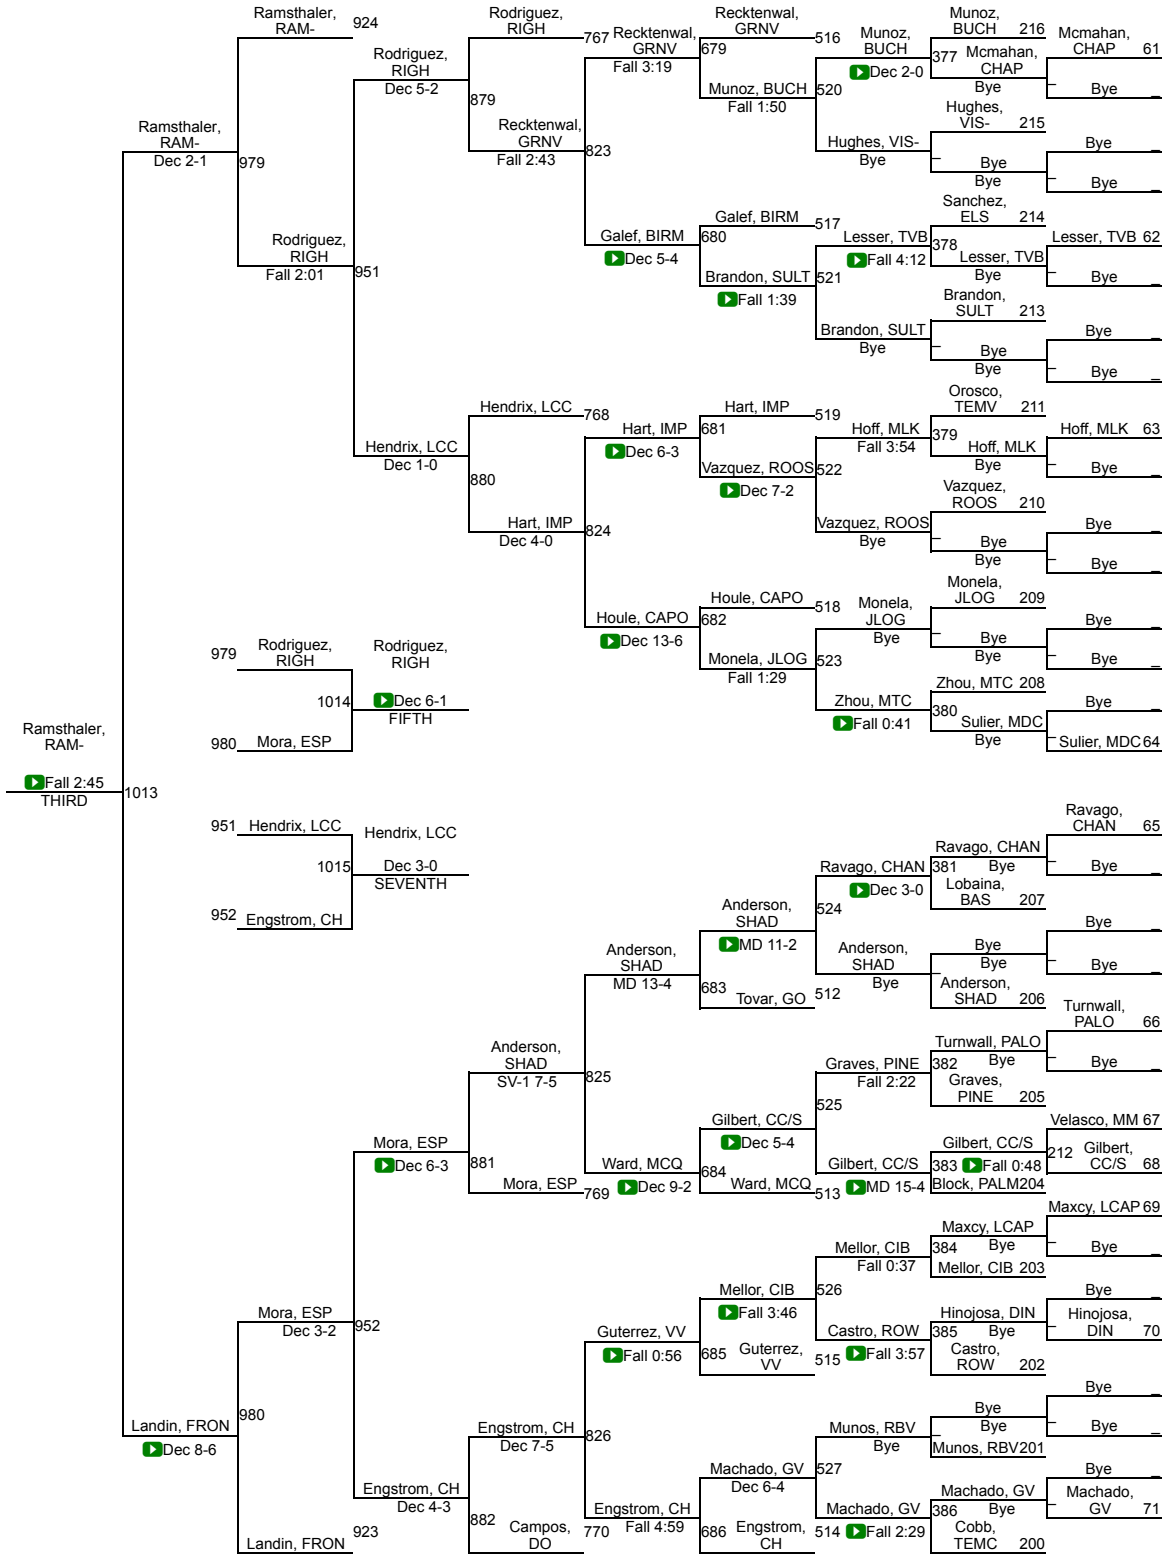 Ramsthaler,
RAM-
924
Rodriguez,
RIGH
767
Recktenwal,
GRNV
516
Munoz,
BUCH
216
Mcmahan,
CHAP
61
Recktenwal,
GRNV
Fall 3:19
679
Munoz,
BUCH
Dec 2-0
377
Mcmahan,
CHAP
Bye
_
Bye
_
Rodriguez,
RIGH
Dec 5-2
879
Munoz, BUCH
Fall 1:50
520
Hughes,
VIS-
215
Ramsthaler,
RAM-
Dec 2-1
979
Recktenwal,
GRNV
Fall 2:43
823
Hughes, VIS-
Bye
_
Bye
Bye
Bye
_
_
Bye
_
Galef, BIRM
517
Sanchez,
ELS
214
Galef, BIRM
Dec 5-4
680
Lesser, TVB
Fall 4:12
378
Lesser, TVB
Bye
Lesser, TVB 62
_
Bye
_
Rodriguez,
RIGH
Fall 2:01
951
Brandon, SULT
Fall 1:39
521
Brandon,
SULT
213
Brandon, SULT
Bye
_
Bye
Bye
Bye
_
_
Bye
_
Hendrix, LCC
768
Hart, IMP
519
Orosco,
TEMV
211
Hart, IMP
Dec 6-3
681
Hoff, MLK
Fall 3:54
379
Hoff, MLK
Bye
Hoff, MLK 63
_
Bye
_
Hendrix, LCC
Dec 1-0
880
Vazquez, ROOS
Dec 7-2
522
Vazquez,
ROOS
210
Hart, IMP
Dec 4-0
824
Vazquez, ROOS
Bye
_
Bye
Bye
Bye
_
_
Bye
_
Houle, CAPO
518
Monela,
JLOG
209
Houle, CAPO
Dec 13-6
682
Monela,
JLOG
Bye
_
Bye
Bye
Bye
_
_
Bye
_
979
Rodriguez,
RIGH
Rodriguez,
RIGH
Monela, JLOG
Fall 1:29
523
Zhou, MTC 208
1014
Dec 6-1
FIFTH
Zhou, MTC
Fall 0:41
380
Sulier, MDC
Bye
Bye
_
_
Sulier, MDC 64
980
Mora, ESP
Ramsthaler,
RAM-
Fall 2:45
THIRD
1013
951
Hendrix, LCC
Hendrix, LCC
1015
Dec 3-0
SEVENTH
952
Engstrom, CH
Ravago,
CHAN
65
Ravago, CHAN
Dec 3-0
381
Ravago, CHAN
Bye
_
Bye
_
Lobaina,
BAS
207
Anderson,
SHAD
MD 11-2
524
Anderson,
SHAD
MD 13-4
683
Anderson,
SHAD
Bye
_
Bye
Bye
Bye
_
_
Bye
_
Tovar, GO
512
Anderson,
SHAD
206
Turnwall,
PALO
66
Anderson,
SHAD
SV-1 7-5
825
Graves, PINE
Fall 2:22
382
Turnwall, PALO
Bye
_
Bye
_
Graves,
PINE
205
Gilbert, CC/S
Dec 5-4
525
Velasco, MM 67
Mora, ESP
Dec 6-3
881
Ward, MCQ
Dec 9-2
684
Gilbert, CC/S
MD 15-4
383
Gilbert, CC/S
Fall 0:48
212
Gilbert,
CC/S
68
Mora, ESP
769
Ward, MCQ
513
Block, PALM 204
Maxcy, LCAP 69
Mellor, CIB
Fall 0:37
384
Maxcy, LCAP
Bye
_
Bye
_
Mellor, CIB 203
Mora, ESP
Dec 3-2
952
Mellor, CIB
Fall 3:46
526
Guterrez, VV
Fall 0:56
685
Castro, ROW
Fall 3:57
385
Hinojosa, DIN
Bye
Bye
_
_
Hinojosa,
DIN
70
Guterrez,
VV
515
Castro,
ROW
202
Landin, FRON
Dec 8-6
980
Engstrom, CH
Dec 7-5
826
Munos, RBV
Bye
_
Bye
Bye
Bye
_
_
Bye
_
Munos, RBV 201
Machado, GV
Dec 6-4
527
Engstrom, CH
Dec 4-3
882
Engstrom, CH
Fall 4:59
686
Machado, GV
Fall 2:29
386
Machado, GV
Bye
Bye
_
_
Machado,
GV
71
Landin, FRON
923
Campos,
DO
770
Engstrom,
CH
514
Cobb,
TEMC
200